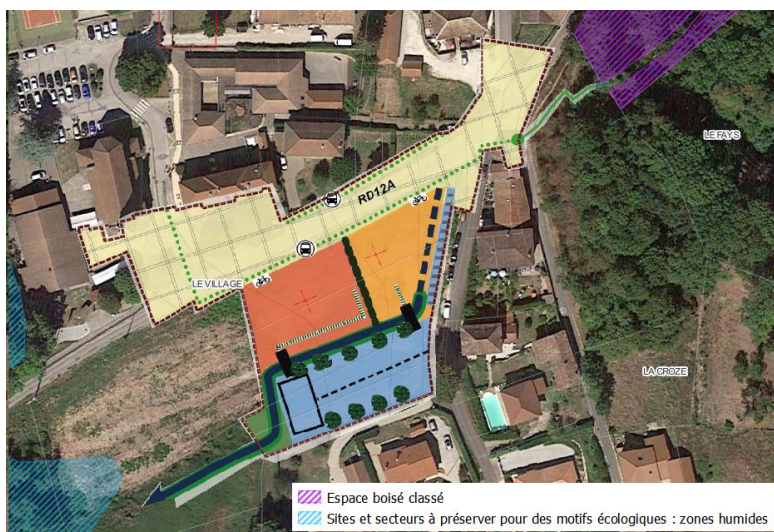 LE FAYS
RD12A
LE VILLAGE
LA CROZE
Espace boisé classé
Sites et secteurs à préserver pour des motifs écologiques : zones humides